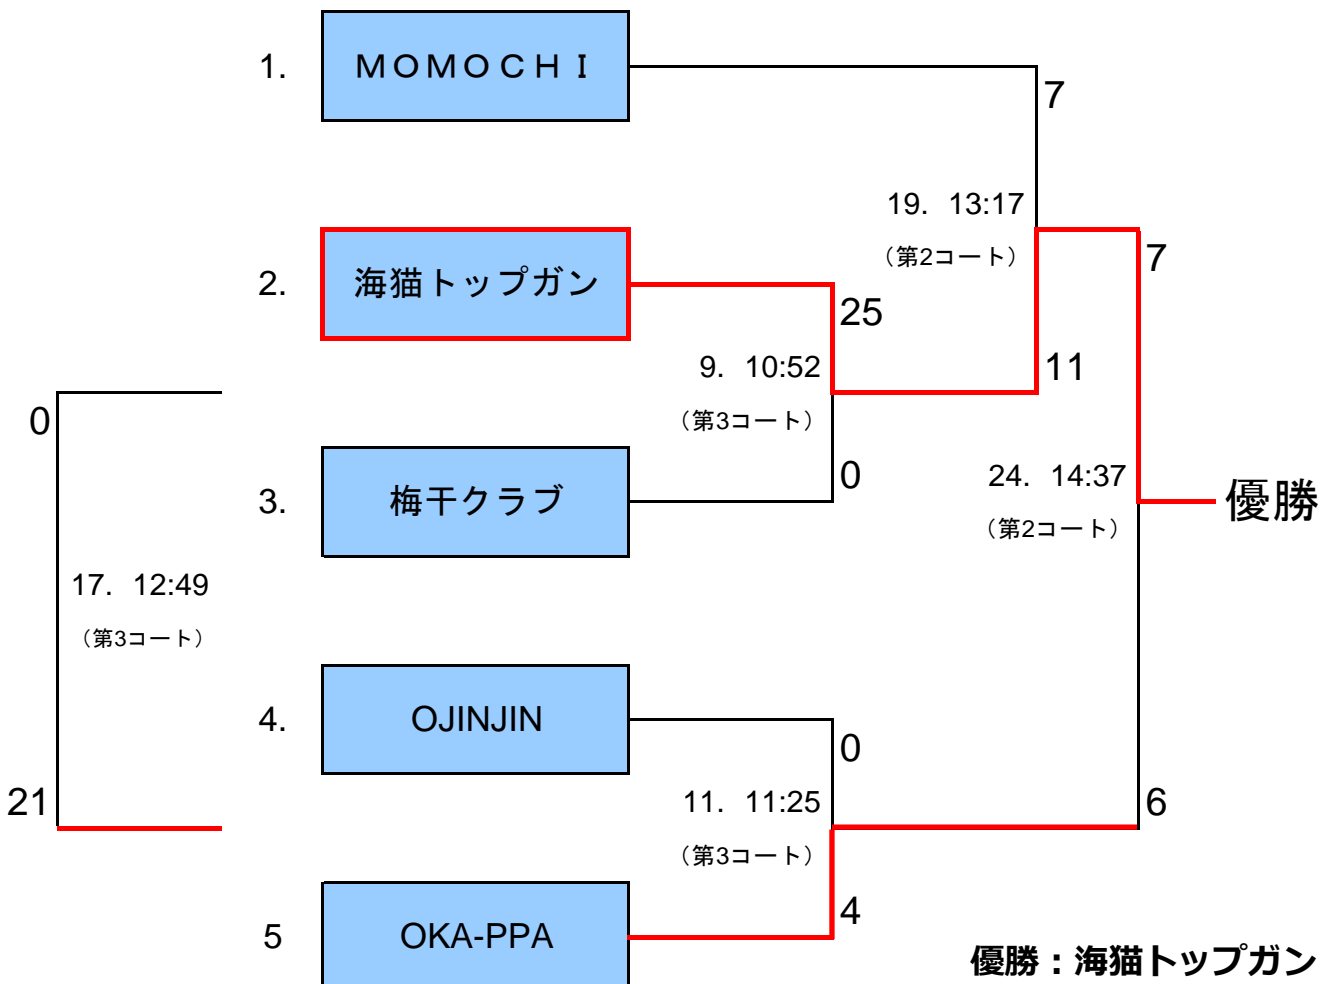 1.
ＭＯＭＯＣＨＩ
7
19. 13:17
（第2コート）
2.
海猫トップガン
7
25
9. 10:52
（第3コート）
11
0
3.
梅干クラブ
0
24. 14:37
（第2コート）
優勝
17. 12:49
（第3コート）
4.
OJINJIN
0
21
11. 11:25
（第3コート）
6
5
OKA-PPA
4
優勝：海猫トップガン